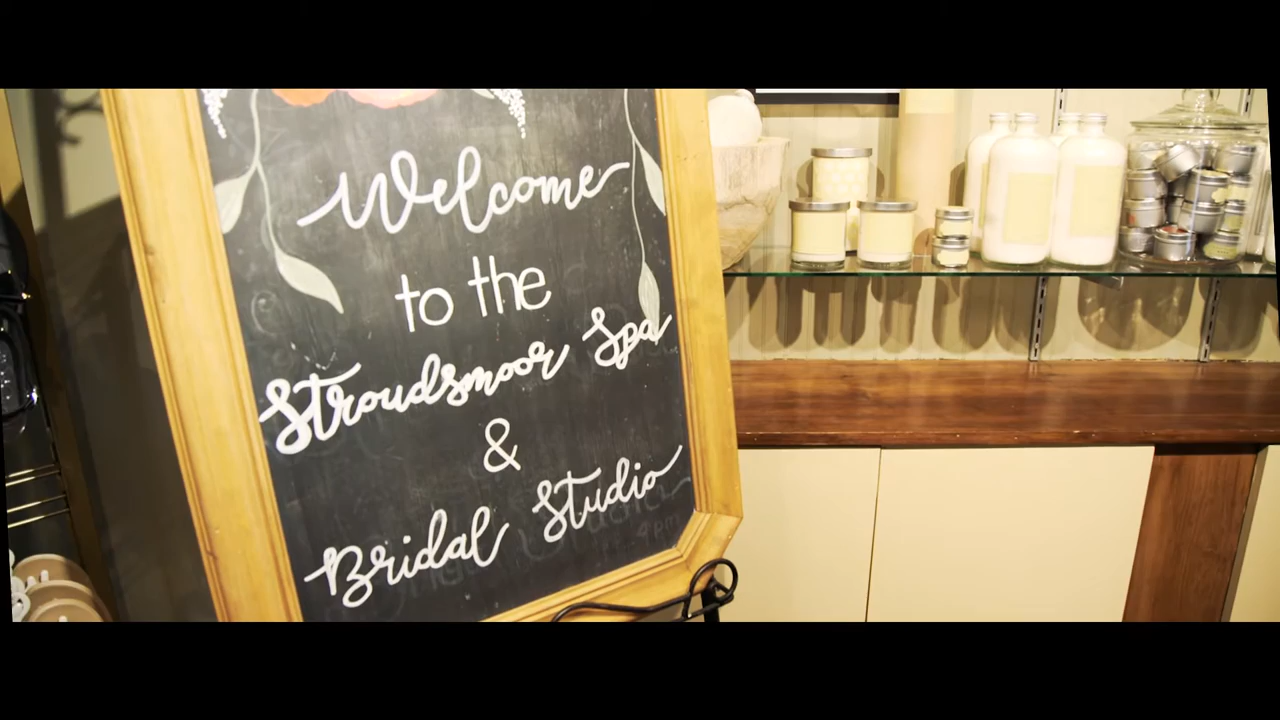 Welcome
to the
Stroudsmoor Spa
&
Bridal Studio